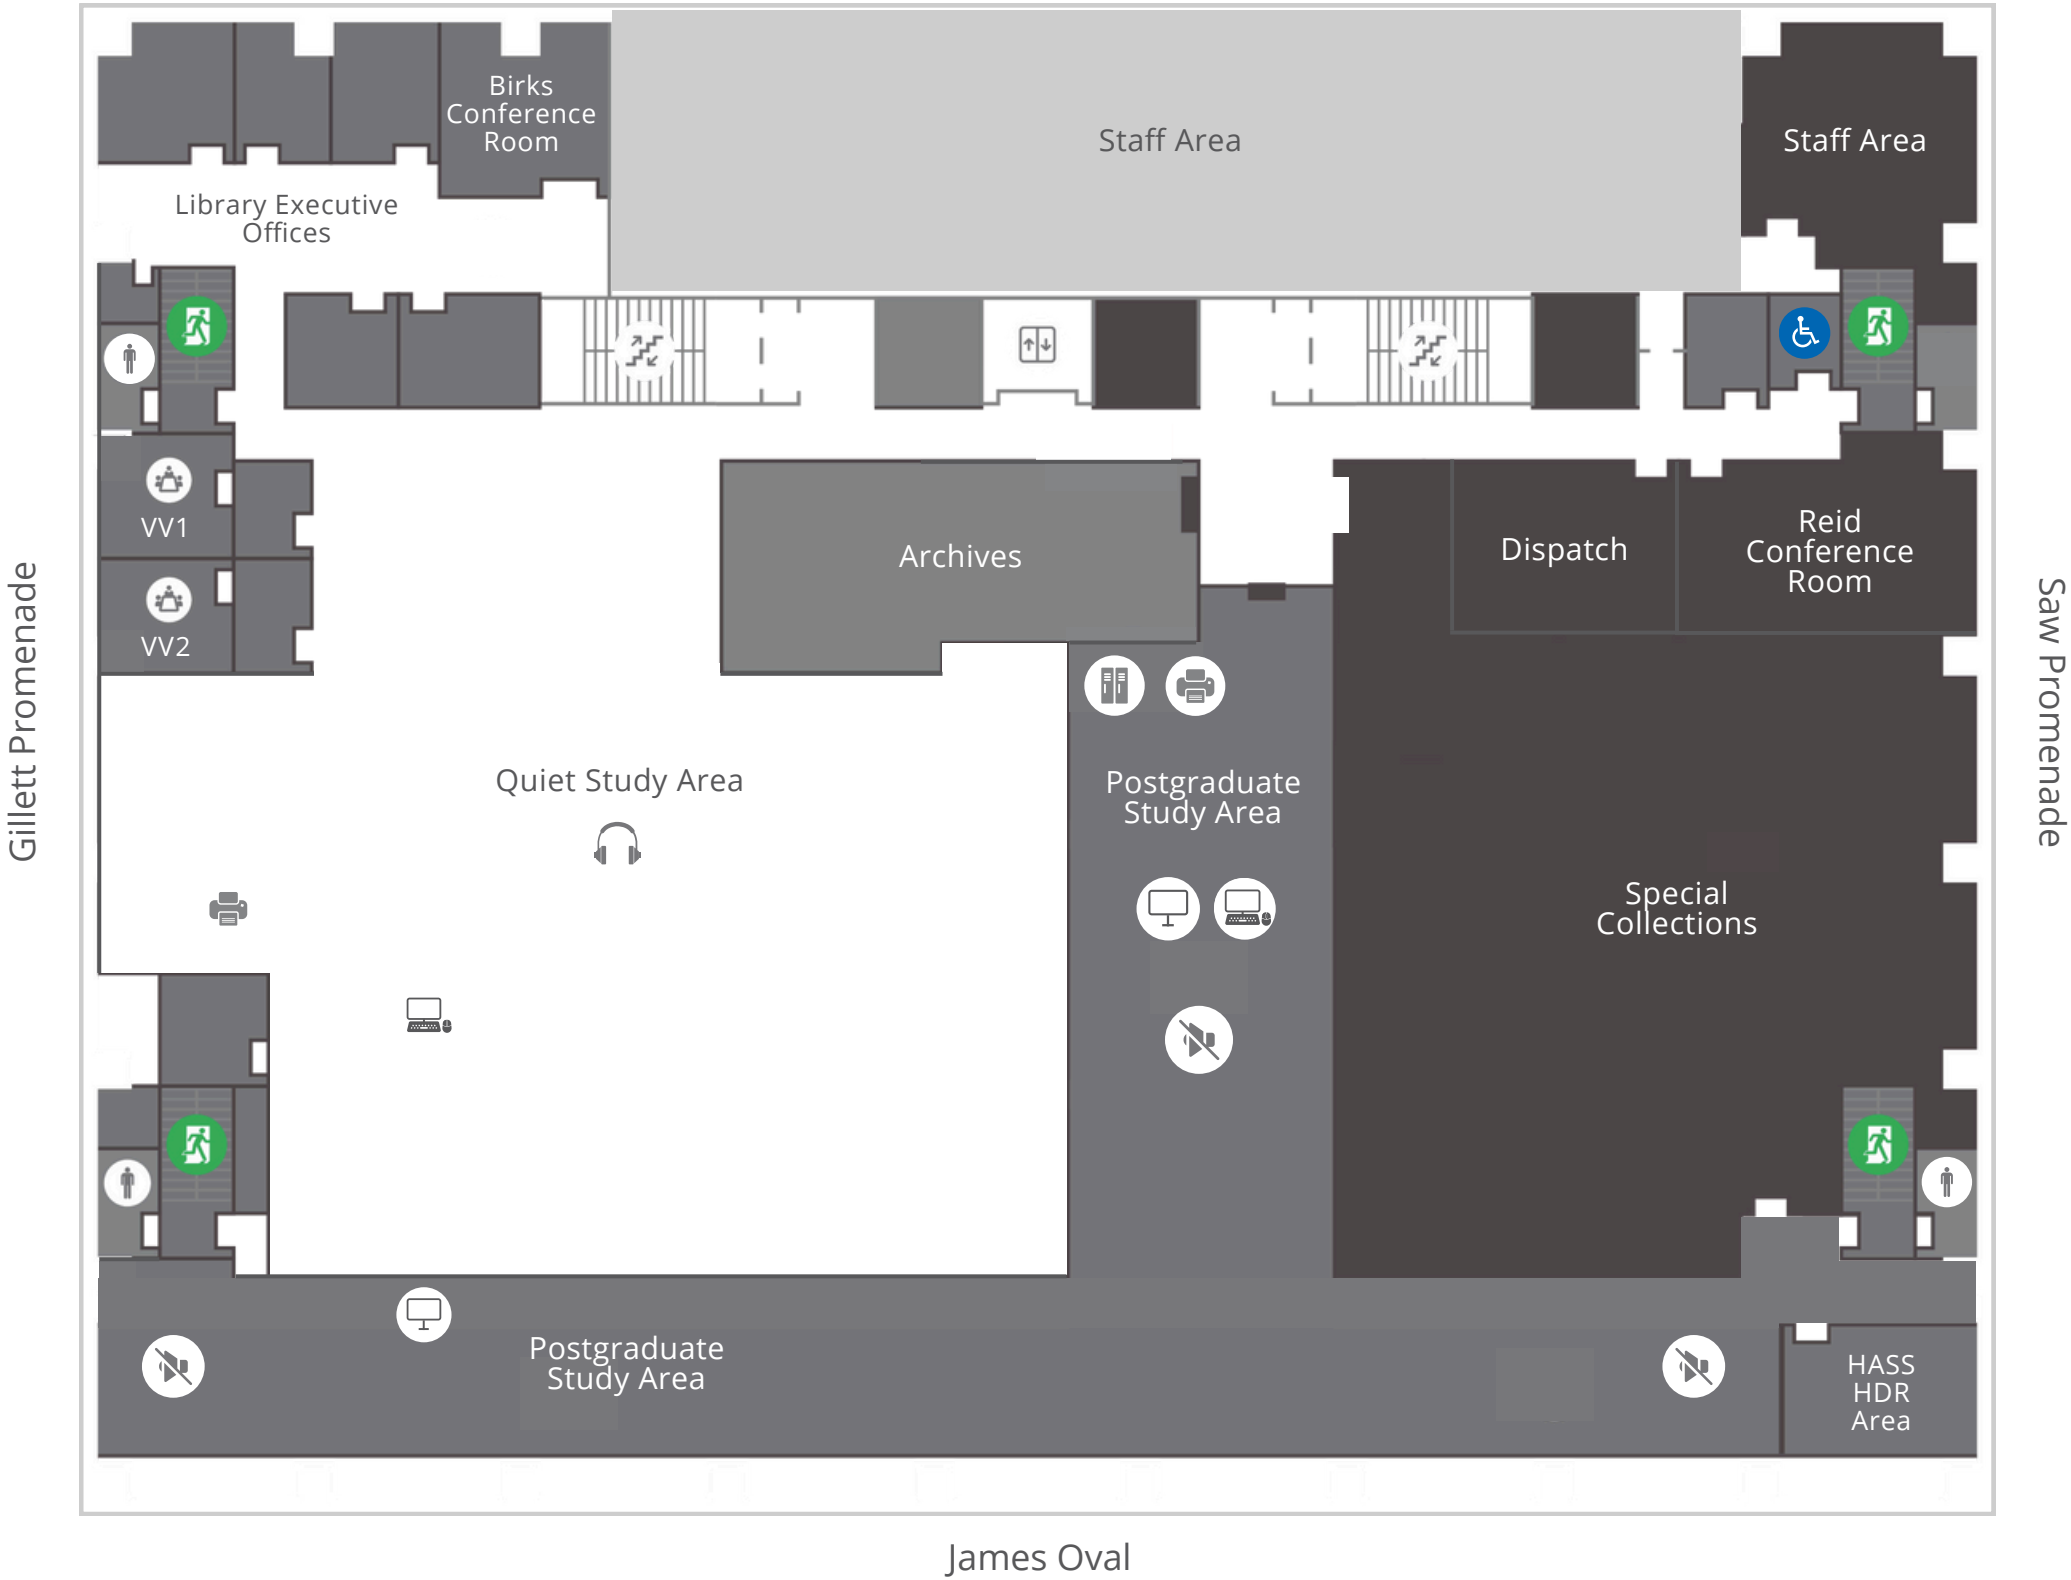 Birks
Conference
Room
Staff Area
Staff Area
Library Executive
Offices
VV1
VV2
Archives
Dispatch
Reid
Conference
Room
Gillett Promenade
Saw Promenade
Quiet Study Area
Postgraduate
Study Area
Special
Collections
Postgraduate
Study Area
HASS
HDR
Area
James Oval